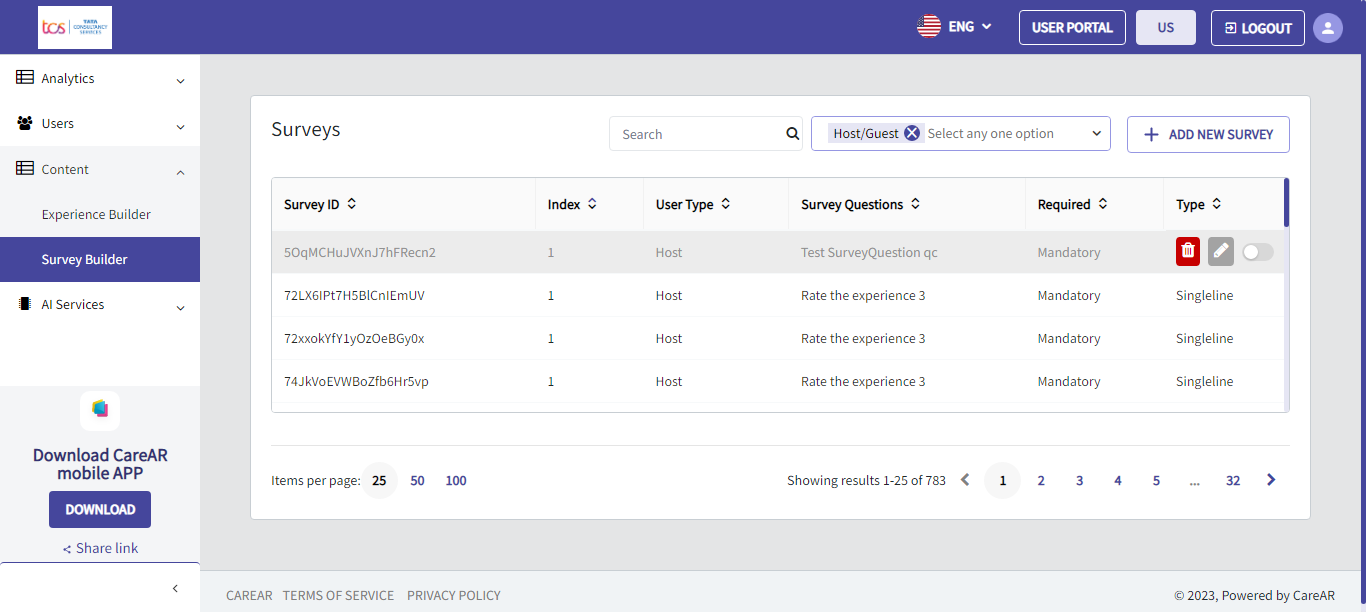 tcs TATA CONSULTANCY SERVICES
ENG USER PORTAL US LOGOUT
Analytics
Users
Content
Experience Builder
Survey Builder
AI Services
Download CareAR
mobile APP
DOWNLOAD
Share link
Surveys Search Host/Guest Select any one option ADD NEW SURVEY
Survey ID Index User Type Survey Questions Required Type
5OqMCHuJVXnJ7hFRecn2 1 Host Test SurveyQuestion qc Mandatory
72LX6IPt7H5BlCnIEmUV 1 Host Rate the experience 3 Mandatory Singleline
72xxokYfY1yOzOeBGy0x 1 Host Rate the experience 3 Mandatory Singleline
74JkVoEVWBoZfb6Hr5vp 1 Host Rate the experience 3 Mandatory Singleline
Items per page: 25 50 100 Showing results 1-25 of 783 1 2 3 4 5 ... 32
CAREAR TERMS OF SERVICE PRIVACY POLICY © 2023, Powered by CareAR